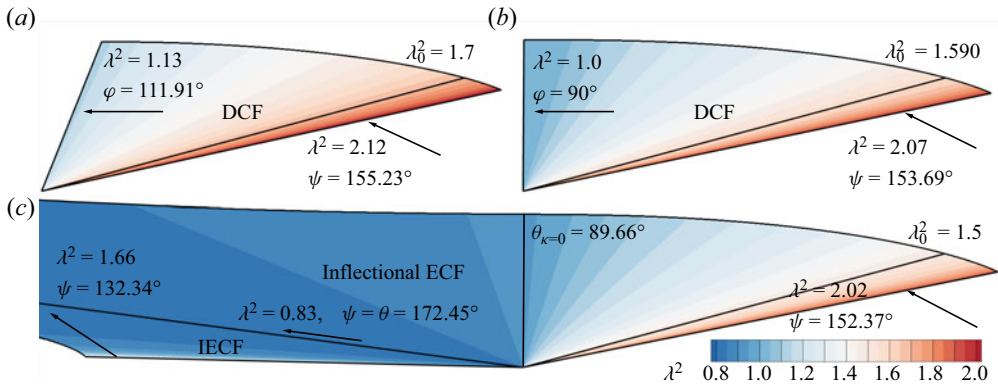 (a)
λ² = 1.13
φ = 111.91°
DCF
λ₀² = 1.7
λ² = 2.12
ψ = 155.23°
(b)
λ² = 1.0
φ = 90°
DCF
λ₀² = 1.590
λ² = 2.07
ψ = 153.69°
(c)
λ² = 1.66
ψ = 132.34°
Inflectional ECF
λ² = 0.83, ψ = θ = 172.45°
IECF
θκ=0 = 89.66°
λ₀² = 1.5
λ² = 2.02
ψ = 152.37°
λ² 0.8 1.0 1.2 1.4 1.6 1.8 2.0